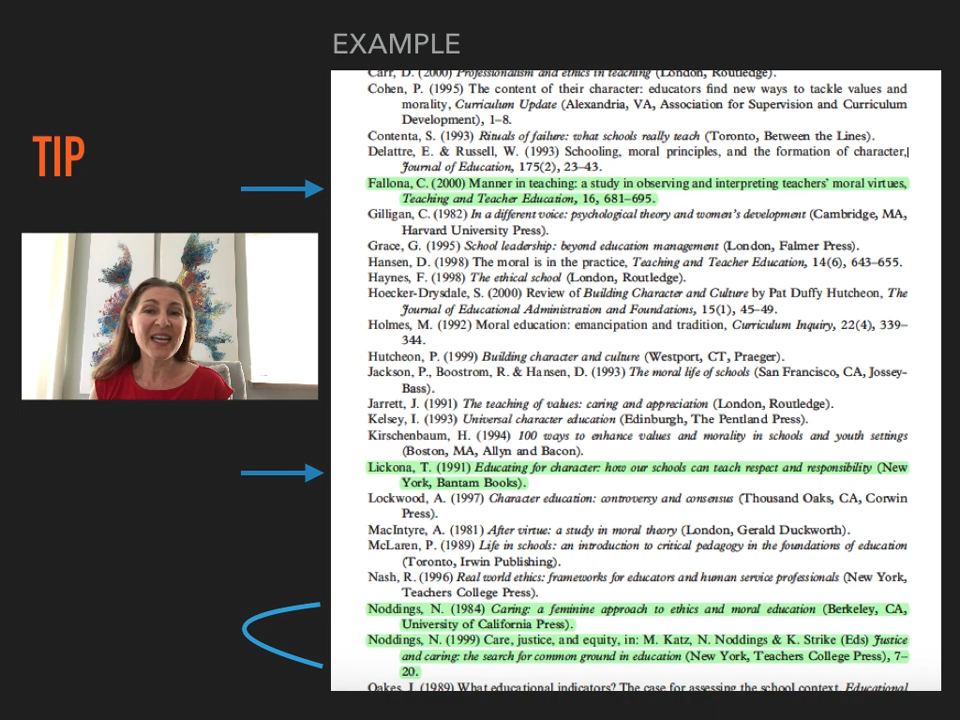 EXAMPLE
TIP
Carr, D. (2000) Professionalism and ethics in teaching (London, Routledge).
Cohen, P. (1995) The content of their character: educators find new ways to tackle values and
morality, Curriculum Update (Alexandria, VA, Association for Supervision and Curriculum
Development), 1–8.
Contenta, S. (1993) Rituals of failure: what schools really teach (Toronto, Between the Lines).
Delattre, E. & Russell, W. (1993) Schooling, moral principles, and the formation of character,
Journal of Education, 175(2), 23–43.
Fallona, C. (2000) Manner in teaching: a study in observing and interpreting teachers' moral virtues,
Teaching and Teacher Education, 16, 681–695.
Gilligan, C. (1982) In a different voice: psychological theory and women's development (Cambridge, MA,
Harvard University Press).
Grace, G. (1995) School leadership: beyond education management (London, Falmer Press).
Hansen, D. (1998) The moral is in the practice, Teaching and Teacher Education, 14(6), 643–655.
Haynes, F. (1998) The ethical school (London, Routledge).
Hoecker-Drysdale, S. (2000) Review of Building Character and Culture by Pat Duffy Hutcheon, The
Journal of Educational Administration and Foundations, 15(1), 45–49.
Holmes, M. (1992) Moral education: emancipation and tradition, Curriculum Inquiry, 22(4), 339–
344.
Hutcheon, P. (1999) Building character and culture (Westport, CT, Praeger).
Jackson, P., Boostrom, R. & Hansen, D. (1993) The moral life of schools (San Francisco, CA, Jossey-
Bass).
Jarrett, J. (1991) The teaching of values: caring and appreciation (London, Routledge).
Kelsey, I. (1993) Universal character education (Edinburgh, The Pentland Press).
Kirschenbaum, H. (1994) 100 ways to enhance values and morality in schools and youth settings
(Boston, MA, Allyn and Bacon).
Lickona, T. (1991) Educating for character: how our schools can teach respect and responsibility (New
York, Bantam Books).
Lockwood, A. (1997) Character education: controversy and consensus (Thousand Oaks, CA, Corwin
Press).
MacIntyre, A. (1981) After virtue: a study in moral theory (London, Gerald Duckworth).
McLaren, P. (1989) Life in schools: an introduction to critical pedagogy in the foundations of education
(Toronto, Irwin Publishing).
Nash, R. (1996) Real world ethics: frameworks for educators and human service professionals (New York,
Teachers College Press).
Noddings, N. (1984) Caring: a feminine approach to ethics and moral education (Berkeley, CA,
University of California Press).
Noddings, N. (1999) Care, justice, and equity, in: M. Katz, N. Noddings & K. Strike (Eds) Justice
and caring: the search for common ground in education (New York, Teachers College Press), 7–
20.
Oakes, J. (1989) What educational indicators? The case for assessing the school context, Educational